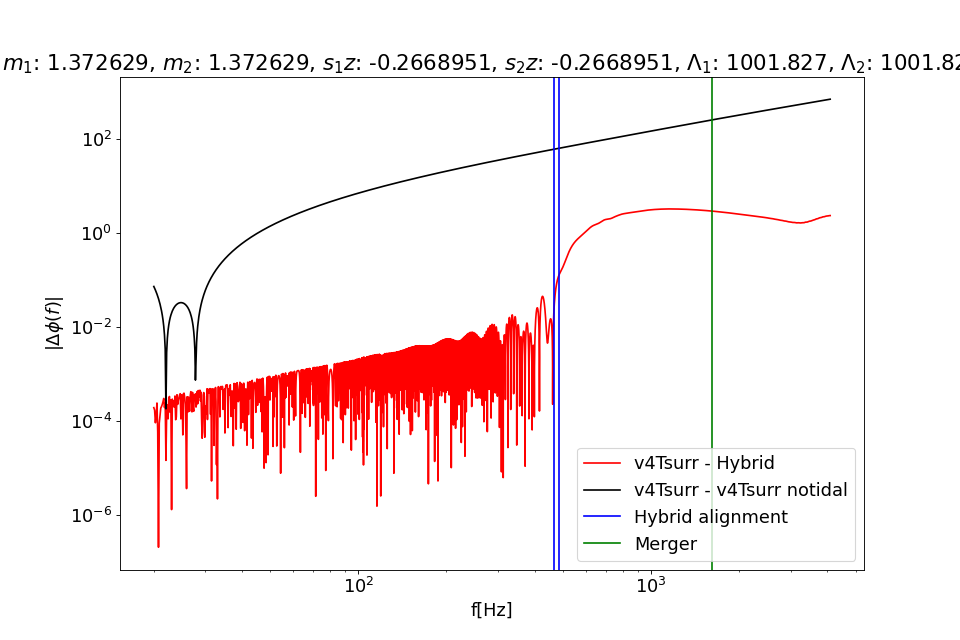 m₁: 1.372629, m₂: 1.372629, s₁z: -0.2668951, s₂z: -0.2668951, Λ₁: 1001.827, Λ₂: 1001.82
10²
10⁰
10⁻²
10⁻⁴
10⁻⁶
|Δϕ(f)|
v4Tsurr - Hybrid
v4Tsurr - v4Tsurr notidal
Hybrid alignment
Merger
10² 10³
f[Hz]